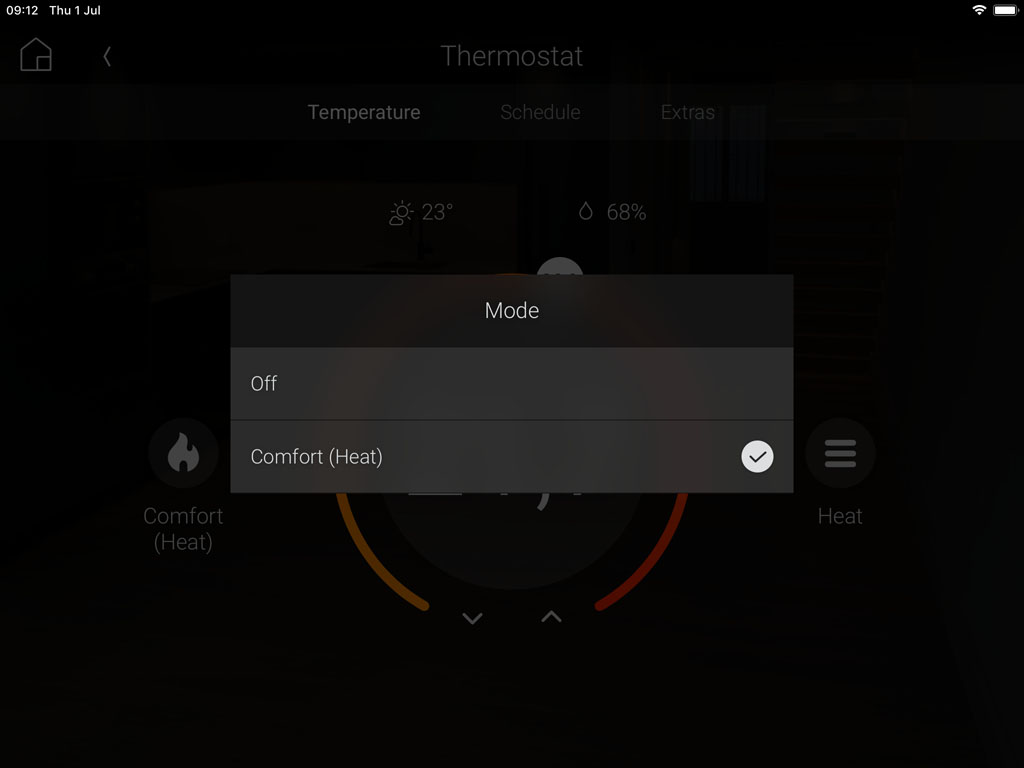 09:12 Thu 1 Jul
Thermostat
Temperature Schedule Extras
23° 68%
Mode
Off
Comfort (Heat)
Comfort
(Heat)
Heat